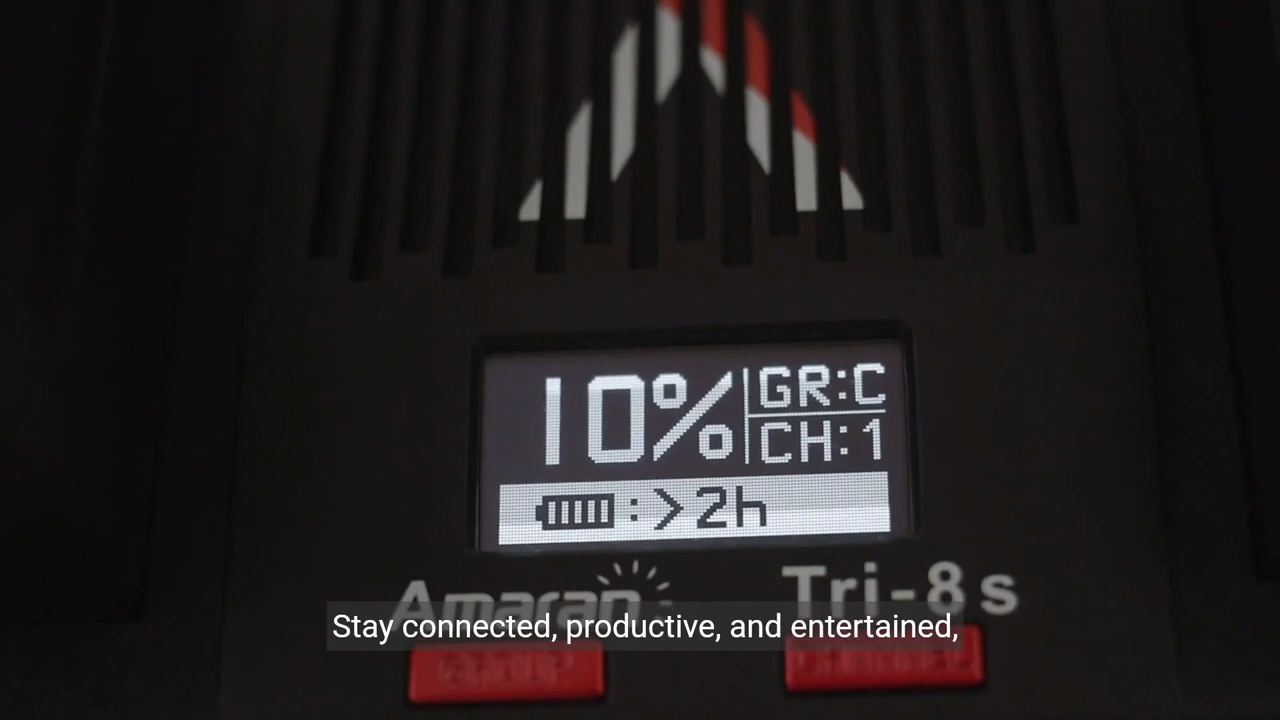 10%
GR:C
CH:1
:>2h
Amaran
Tri-8s
Stay connected, productive, and entertained,